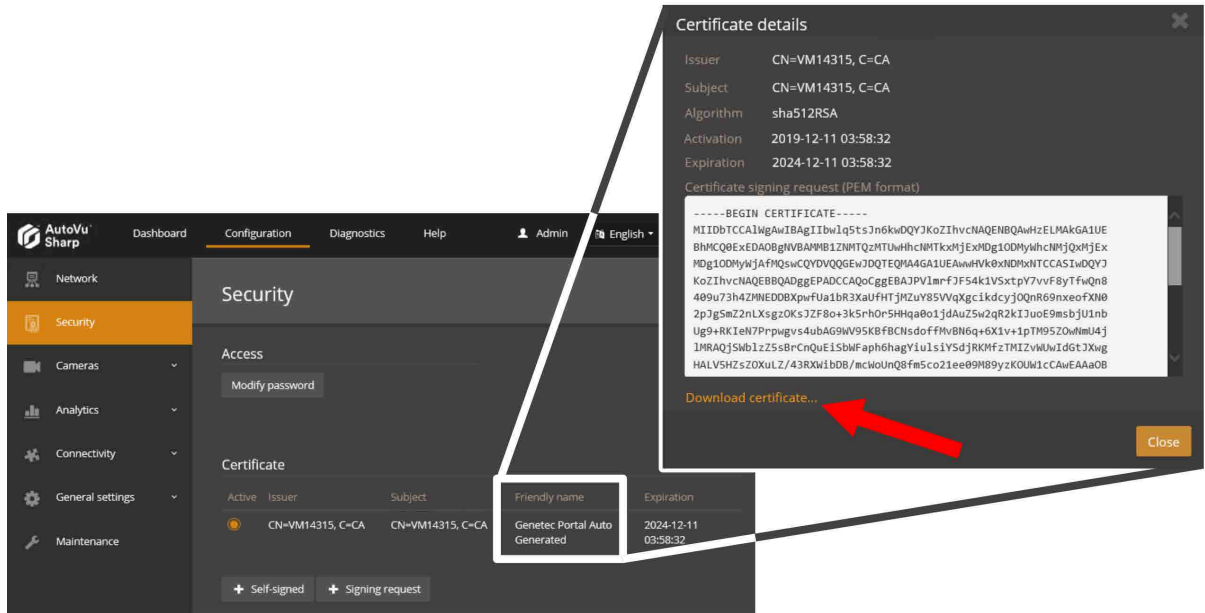 Certificate details
Issuer CN=VM14315, C=CA
Subject CN=VM14315, C=CA
Algorithm sha512RSA
Activation 2019-12-11 03:58:32
Expiration 2024-12-11 03:58:32
Certificate signing request (PEM format)
-----BEGIN CERTIFICATE-----
MIIDbTCCAlWgAwIBAgIIbwlq5tsJn6kwDQYJKoZIhvcNAQENBQAwHzELMAkGA1UE
BhMCQ0ExEDAOBgNVBAMMB1ZNMTQzMTUwHhcNMTkxMjExMDg1ODMyWhcNMjQxMjEx
MDg1ODMyWjAfMQswCQYDVQQGEwJDQTEQMA4GA1UEAwwHVk0xNDMxNTCCASIwDQYJ
KoZIhvcNAQEBBQADggEPADCCAQoCggEBAJPVlmrfJF54k1VSxtpY7vvF8yTfwQn8
409u73h4ZMNEDDBXpwfUa1bR3XaUfHTjMZuY85VVqXgcikdcyjOQnR69nxeofXN0
2pJgSmZ2nLXsgzOKsJZF8o+3k5rhOr5HHqa0o1jdAuZ5w2qR2kIJuoE9msbjU1nb
Ug9+RKIeN7Prpwgvs4ubAG9WV95KBfBCNsdoffMvBN6q+6X1v+1pTM95ZOwNmU4j
lMRAQjSWblzZ5sBrCnQuEiSbWFaph6hagYiulsiYSdjRKMfzTMIZvWUwIdGtJXwg
HALV5HZsZOXuLZ/43RXWibDB/mcWoUnQ8fm5co21ee09M89yzKOUW1cCAwEAAaOB
Download certificate...
Close
AutoVu
Sharp
Dashboard Configuration Diagnostics Help Admin English
Network
Security
Cameras
Analytics
Connectivity
General settings
Maintenance
Security
Access
Modify password
Certificate
Active Issuer Subject Friendly name Expiration
CN=VM14315, C=CA CN=VM14315, C=CA Genetec Portal Auto 2024-12-11
Generated 03:58:32
+ Self-signed + Signing request